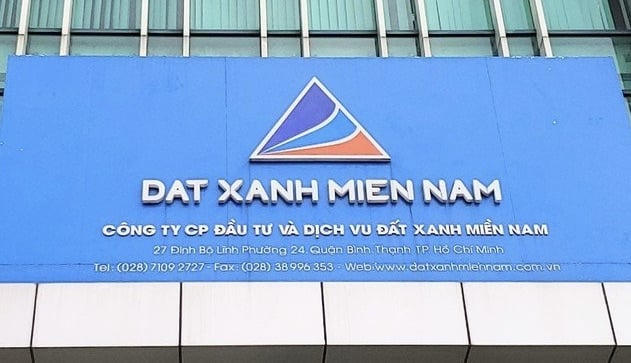 DAT XANH MIEN NAM
CÔNG TY CP ĐẦU TƯ VÀ DỊCH VỤ ĐẤT XANH MIỀN NAM
27 Đinh Bộ Lĩnh Phường 24, Quận Bình Thạnh TP. Hồ Chí Minh
Tel: (028) 7109 2727 - Fax: (028) 38 996 353 - Web: www.datxanhmiennam.com.vn